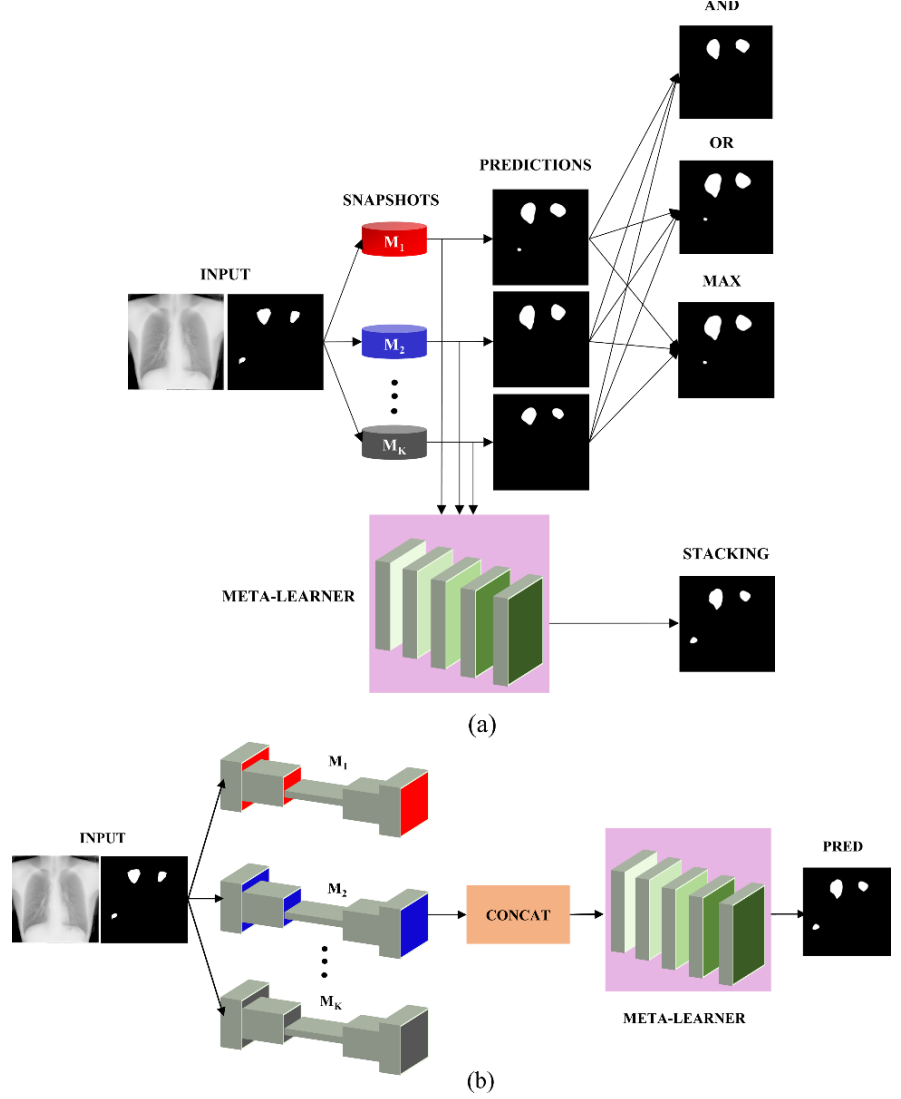 AND
OR
PREDICTIONS
SNAPSHOTS
M1
INPUT
MAX
M2
MK
STACKING
META-LEARNER
(a)
M1
INPUT
PRED
M2
CONCAT
MK
META-LEARNER
(b)